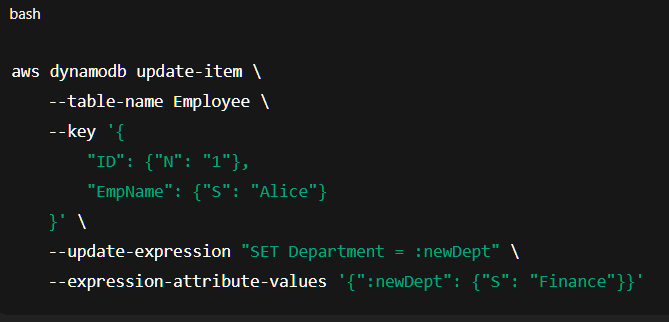 bash
aws dynamodb update-item \
    --table-name Employee \
    --key '{
        "ID": {"N": "1"},
        "EmpName": {"S": "Alice"}
    }' \
    --update-expression "SET Department = :newDept" \
    --expression-attribute-values '{":newDept": {"S": "Finance"}}'